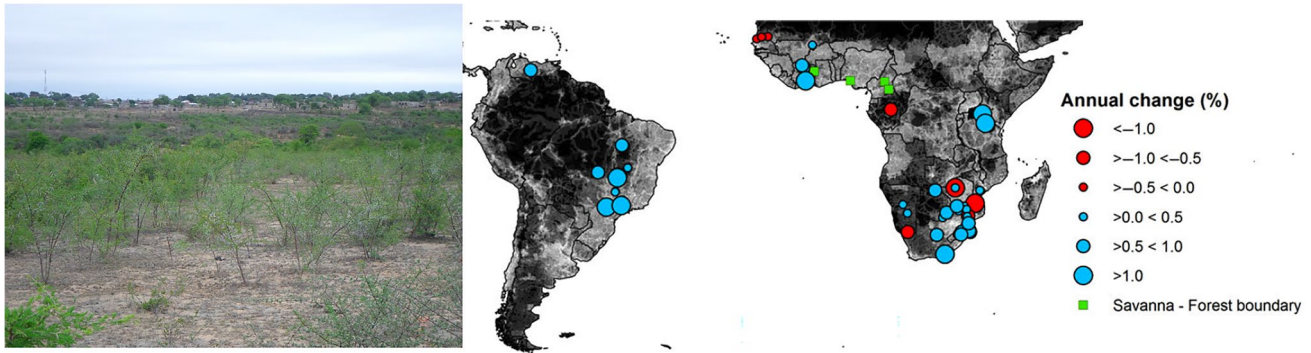 Annual change (%)
<–1.0
>–1.0 <–0.5
>–0.5 < 0.0
>0.0 < 0.5
>0.5 < 1.0
>1.0
Savanna - Forest boundary